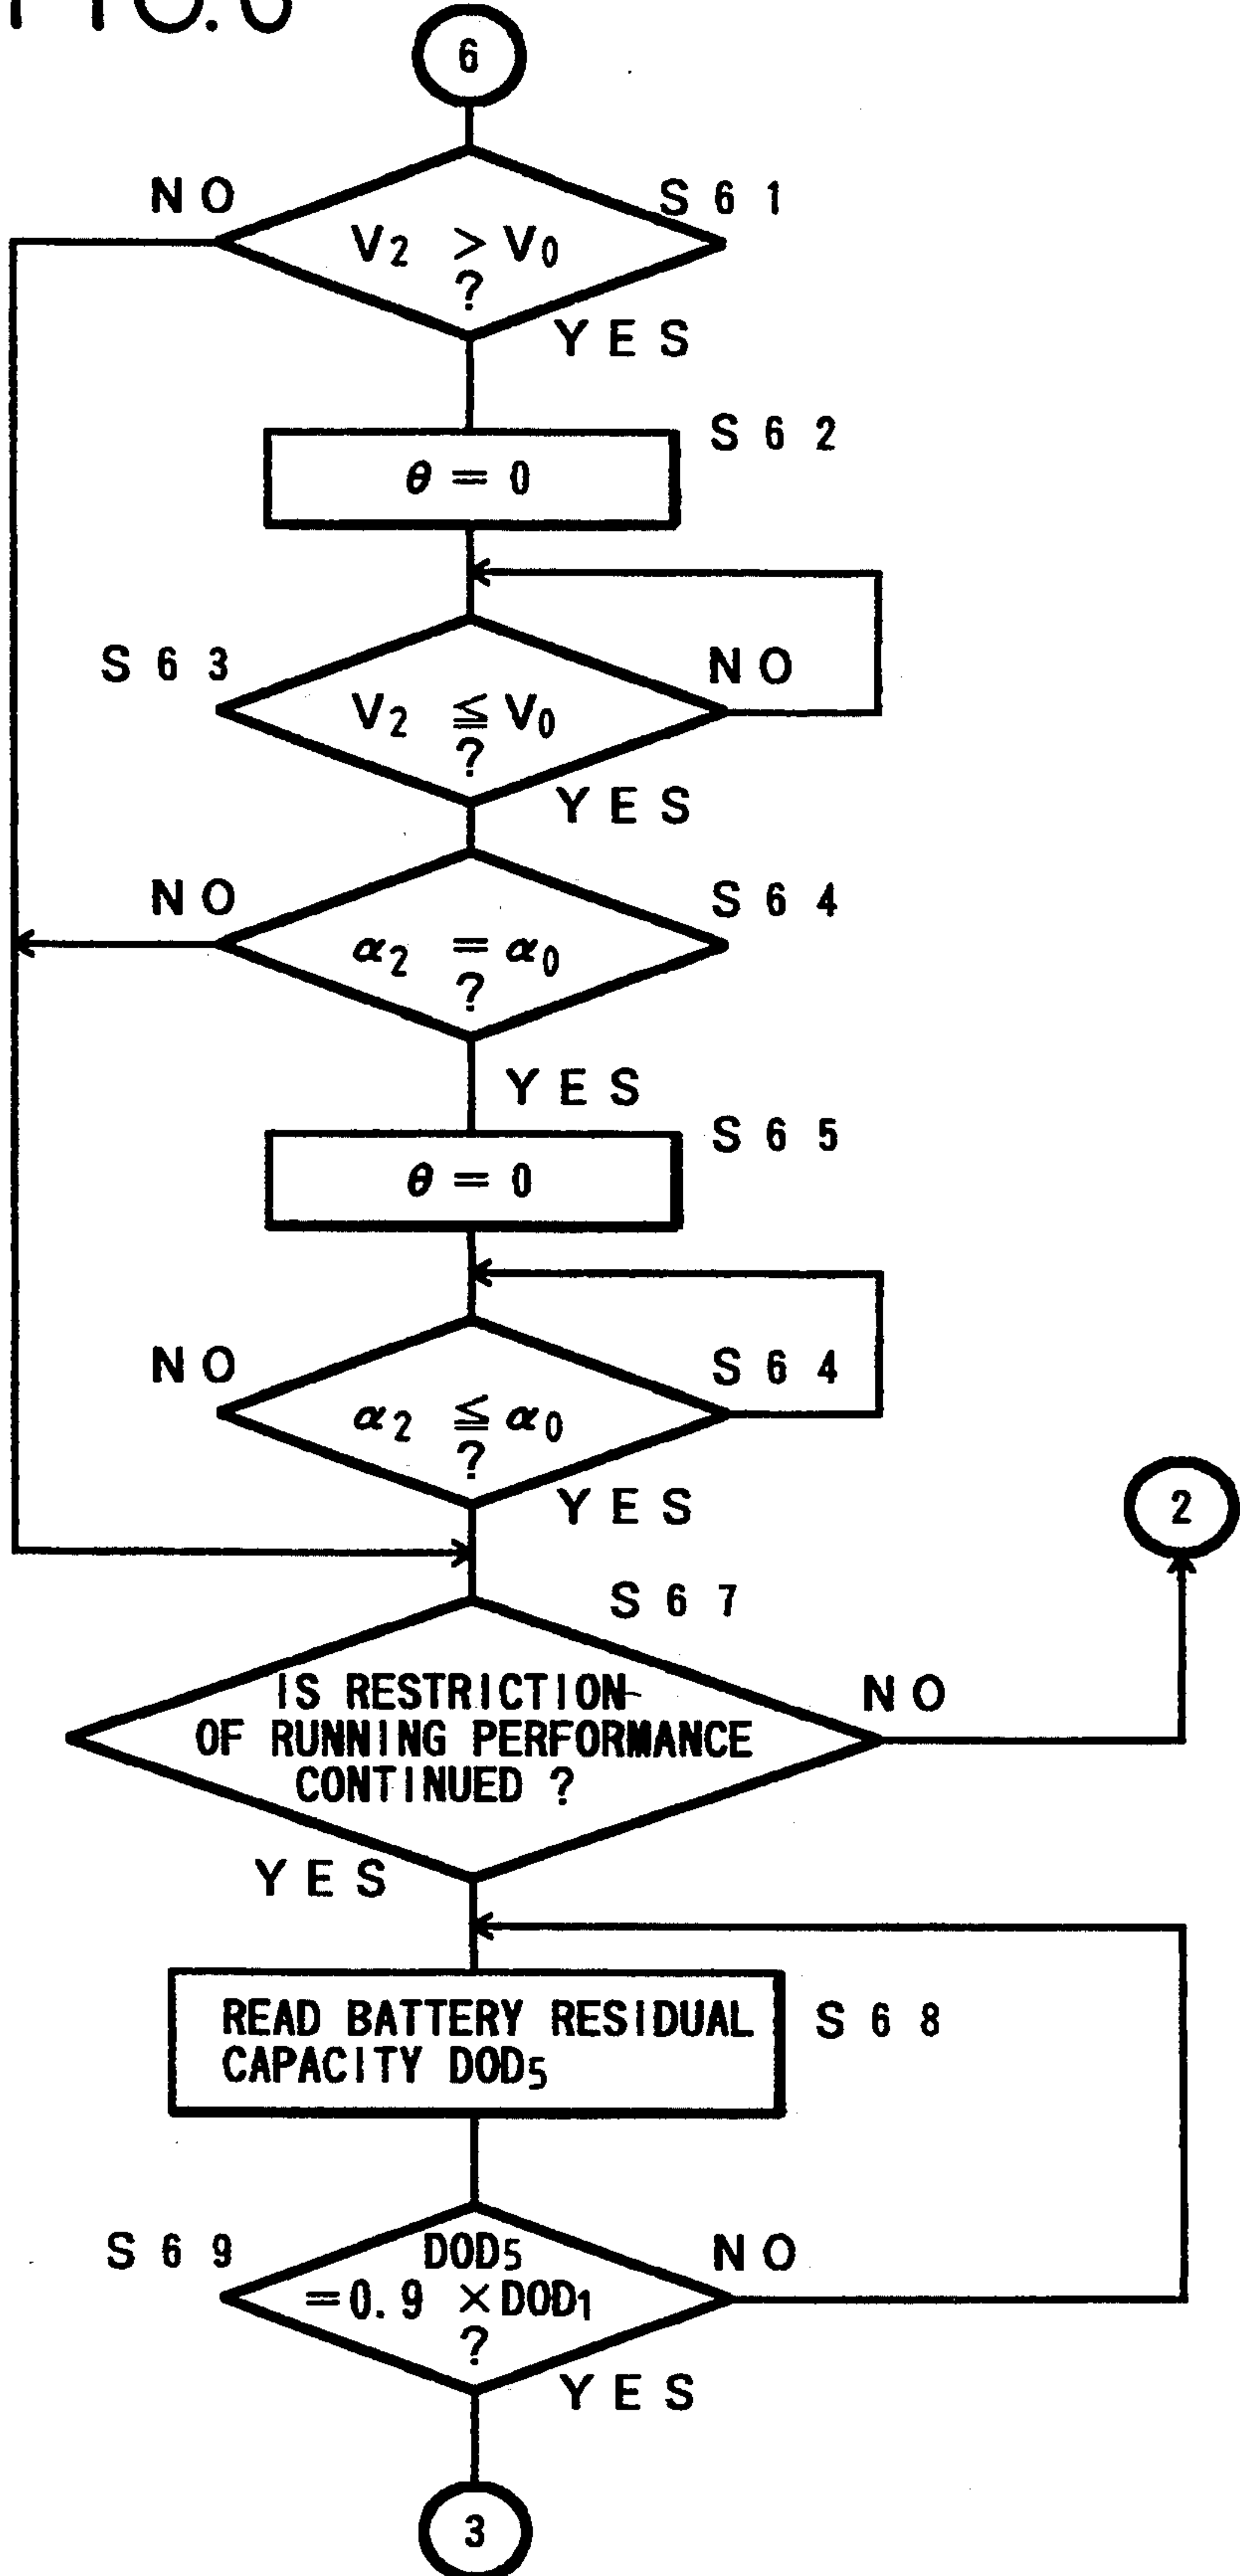 FIG. 6
6
NO
S61
V2 > V0
?
YES
S62
θ = 0
S63
NO
V2 ≦ V0
?
YES
NO
S64
α2 = α0
?
YES
S65
θ = 0
NO
S64
α2 ≦ α0
?
YES
2
S67
IS RESTRICTION
OF RUNNING PERFORMANCE
CONTINUED ?
NO
YES
READ BATTERY RESIDUAL
CAPACITY DOD5
S68
S69
DOD5
=0.9 ×DOD1
?
NO
YES
3